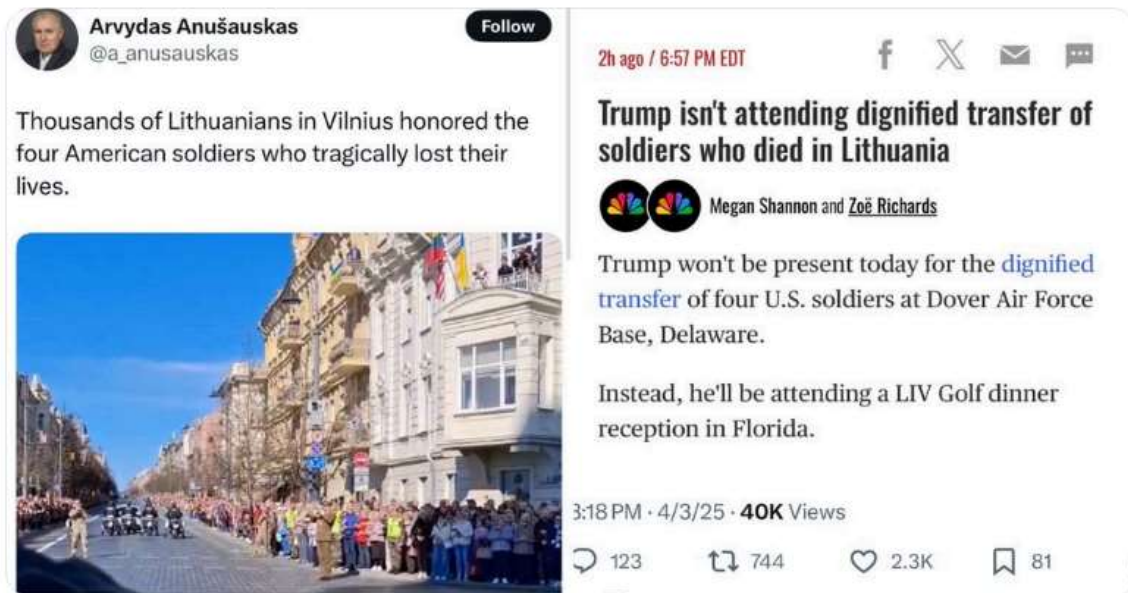 Arvydas Anušauskas
@a_anusauskas
Follow
Thousands of Lithuanians in Vilnius honored the
four American soldiers who tragically lost their
lives.
2h ago / 6:57 PM EDT
Trump isn't attending dignified transfer of
soldiers who died in Lithuania
Megan Shannon and Zoë Richards
Trump won't be present today for the dignified
transfer of four U.S. soldiers at Dover Air Force
Base, Delaware.
Instead, he'll be attending a LIV Golf dinner
reception in Florida.
3:18 PM · 4/3/25 · 40K Views
123 744 2.3K 81